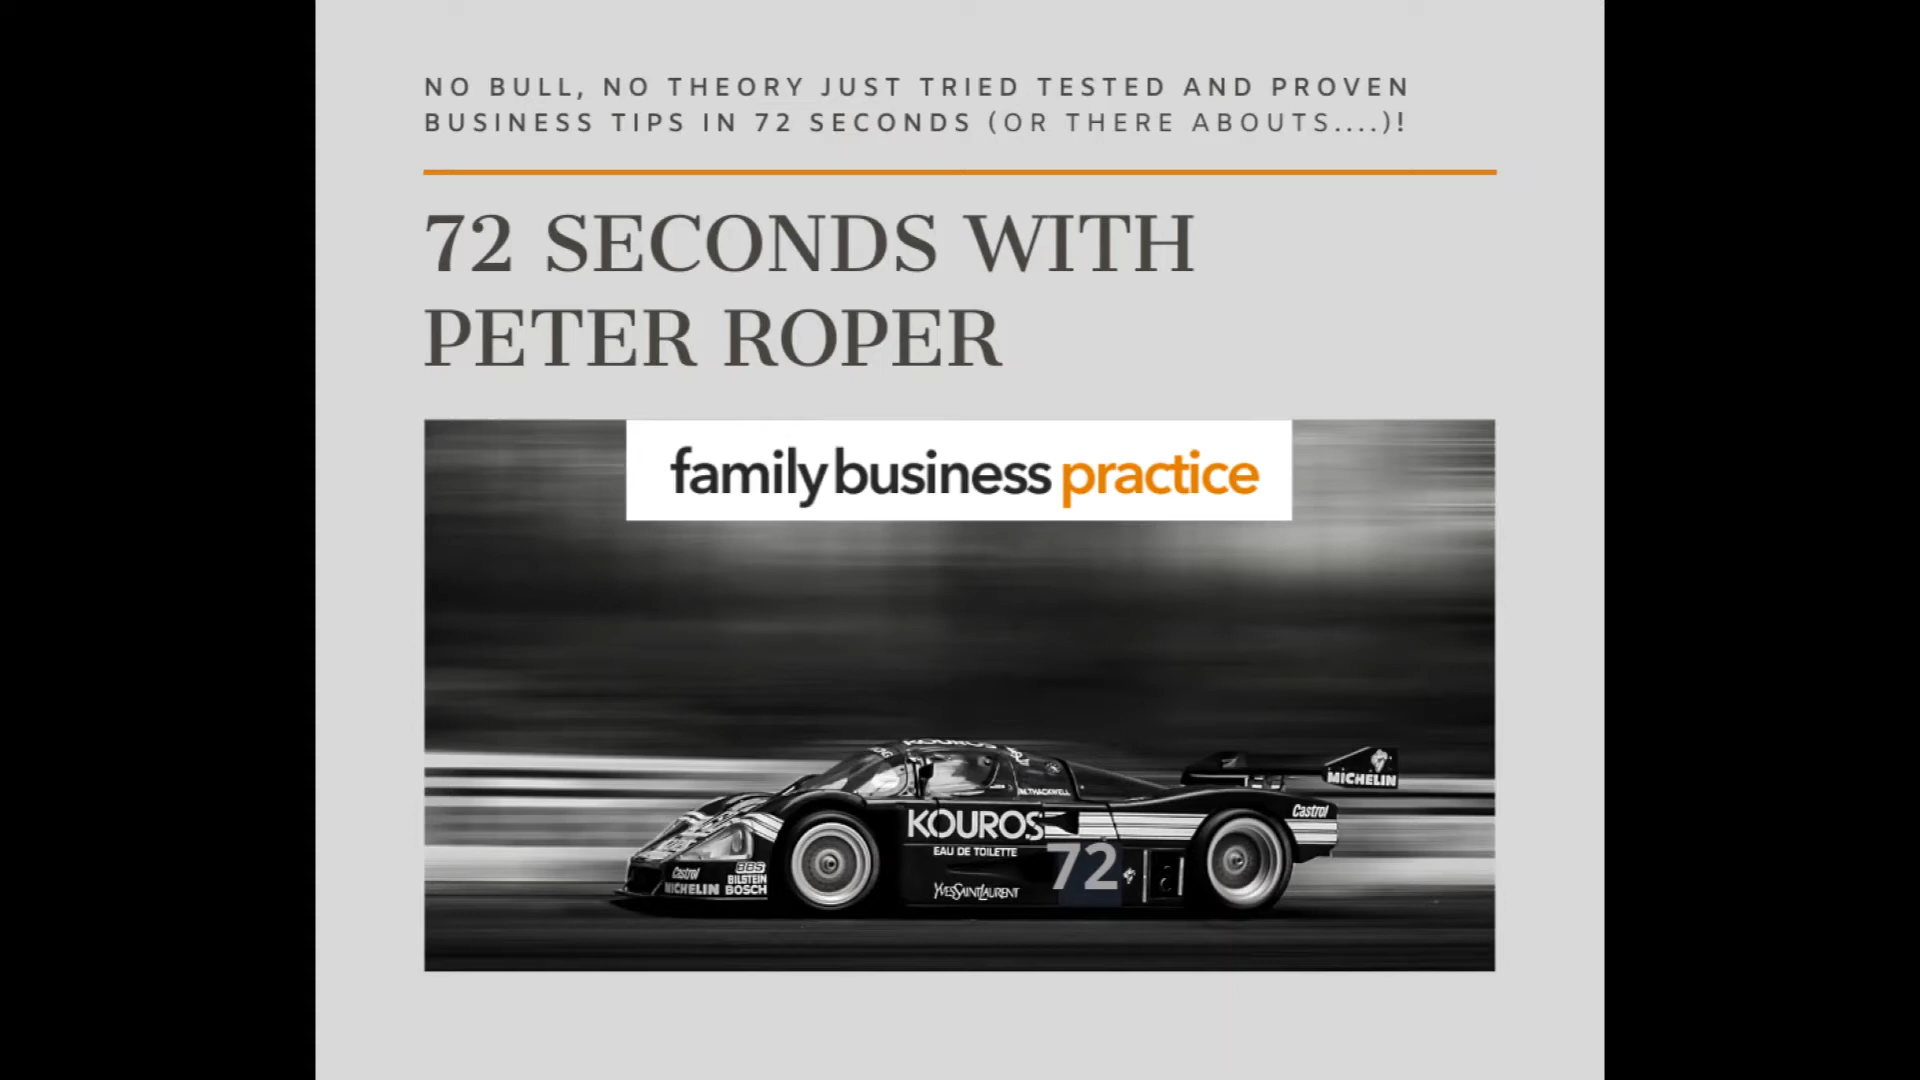 NO BULL, NO THEORY JUST TRIED TESTED AND PROVEN
BUSINESS TIPS IN 72 SECONDS (OR THERE ABOUTS....)!
72 SECONDS WITH
PETER ROPER
family business practice
KOUROS
M.THACKWELL
MICHELIN
Castrol
KOUROS
EAU DE TOILETTE
72
BBS
Castrol
BILSTEIN
MICHELIN
BOSCH
YVESSAINTLAURENT